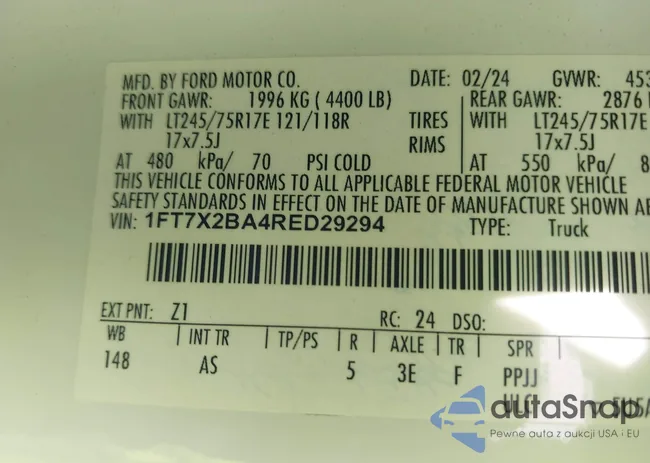 MFD. BY FORD MOTOR CO. DATE: 02/24 GVWR: 453
FRONT GAWR: 1996 KG ( 4400 LB) REAR GAWR: 2876
WITH LT245/75R17E 121/118R TIRES WITH LT245/75R17E
17x7.5J RIMS 17x7.5J
AT 480 kPa/ 70 PSI COLD AT 550 kPa/ 8
THIS VEHICLE CONFORMS TO ALL APPLICABLE FEDERAL MOTOR VEHICLE
SAFETY STANDARDS IN EFFECT ON THE DATE OF MANUFACTURE SHOWN
VIN: 1FT7X2BA4RED29294 TYPE: Truck
EXT PNT: Z1 RC: 24 DSO:
WB INT TR TP/PS R AXLE TR SPR
148 AS 5 3E F PPJJ
autoSnap
Pewne auta z aukcji USA i EU